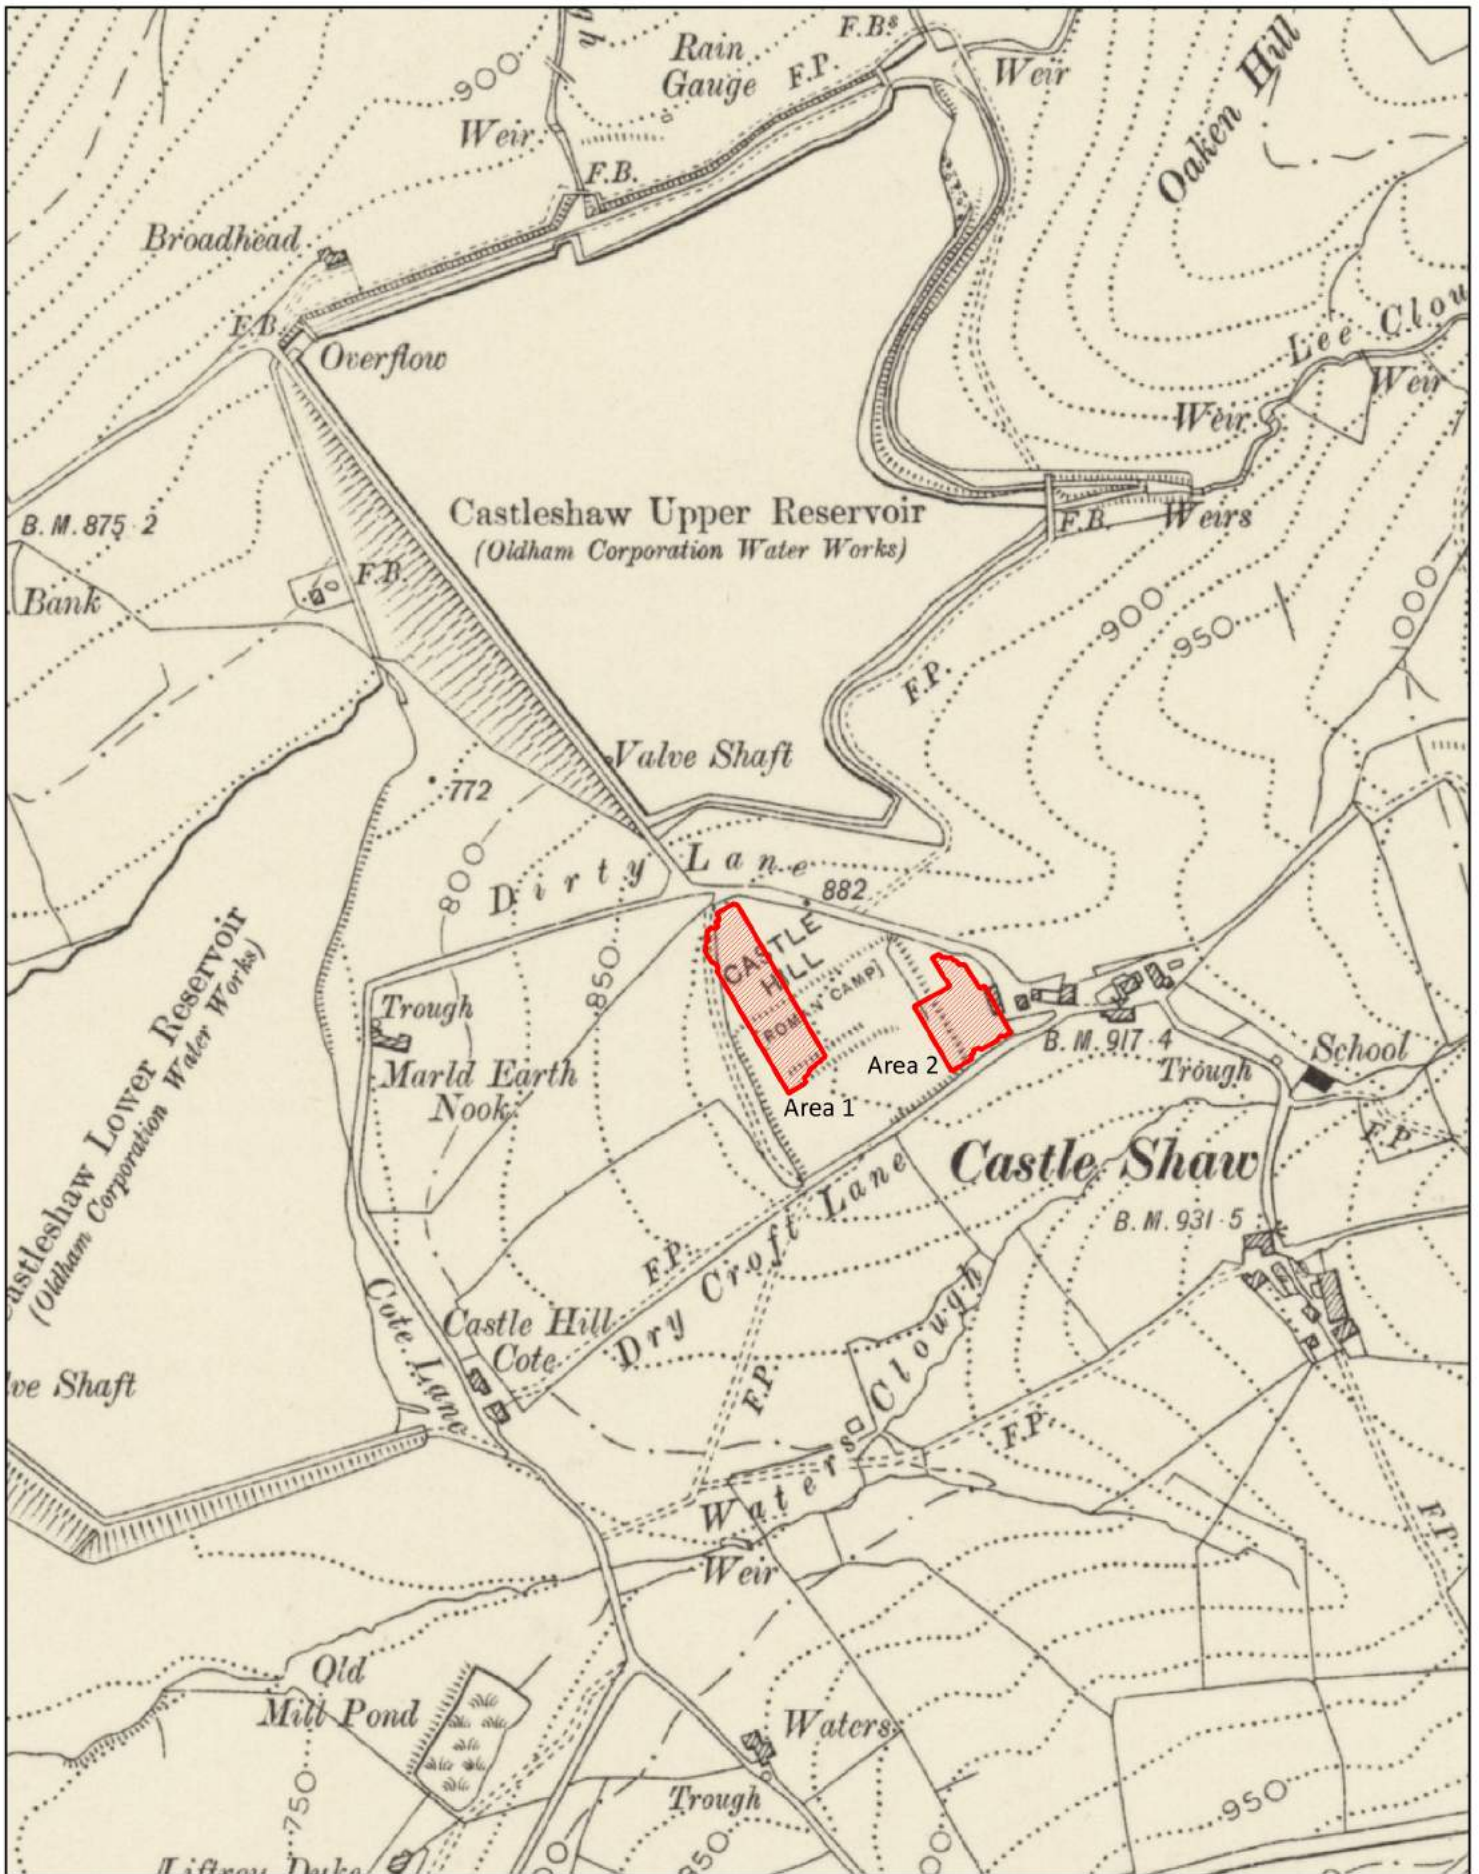 F.Bs
Rain
Gauge
F.P.
Weir
900
Weir
Oaken Hill
F.B.
Broadhead
F.B.
Overflow
Lee Clou
Weir
Weir
Castleshaw Upper Reservoir
(Oldham Corporation Water Works)
F.B.
Weirs
B.M. 875·2
F.B.
Bank
900
950
1000
F.P.
Valve Shaft
772
Dirty Lane
800
882
CASTLE
HILL
[ROMAN CAMP]
850
Castleshaw Lower Reservoir
(Oldham Corporation Water Works)
Trough
Marld Earth
Nook
Area 2
Area 1
B.M. 917·4
Trough
School
F.P.
Castle Shaw
B.M. 931·5
F.P.
Dry Croft Lane
Cote Lane
Castle Hill
Cote
ve Shaft
F.P.
Waters Clough
F.P.
F.P.
Weir
Old
Mill Pond
Waters
Trough
750
850
950